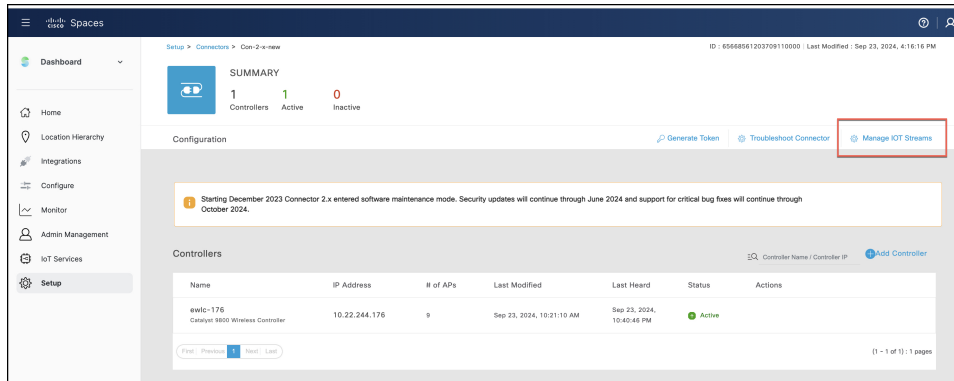 cisco Spaces
Setup > Connectors > Con-2-x-new
ID : 65668561203709110000 | Last Modified : Sep 23, 2024, 4:16:16 PM
Dashboard
SUMMARY
1 1 0
Controllers Active Inactive
Home
Location Hierarchy
Integrations
Configure
Monitor
Admin Management
IoT Services
Setup
Configuration
Generate Token
Troubleshoot Connector
Manage IOT Streams
Starting December 2023 Connector 2.x entered software maintenance mode. Security updates will continue through June 2024 and support for critical bug fixes will continue through
October 2024.
Controllers
Controller Name / Controller IP
Add Controller
Name IP Address # of APs Last Modified Last Heard Status Actions
ewlc-176 10.22.244.176 9 Sep 23, 2024, 10:21:10 AM Sep 23, 2024, Active
Catalyst 9800 Wireless Controller 10:40:46 PM
First Previous 1 Next Last
(1 - 1 of 1) : 1 pages